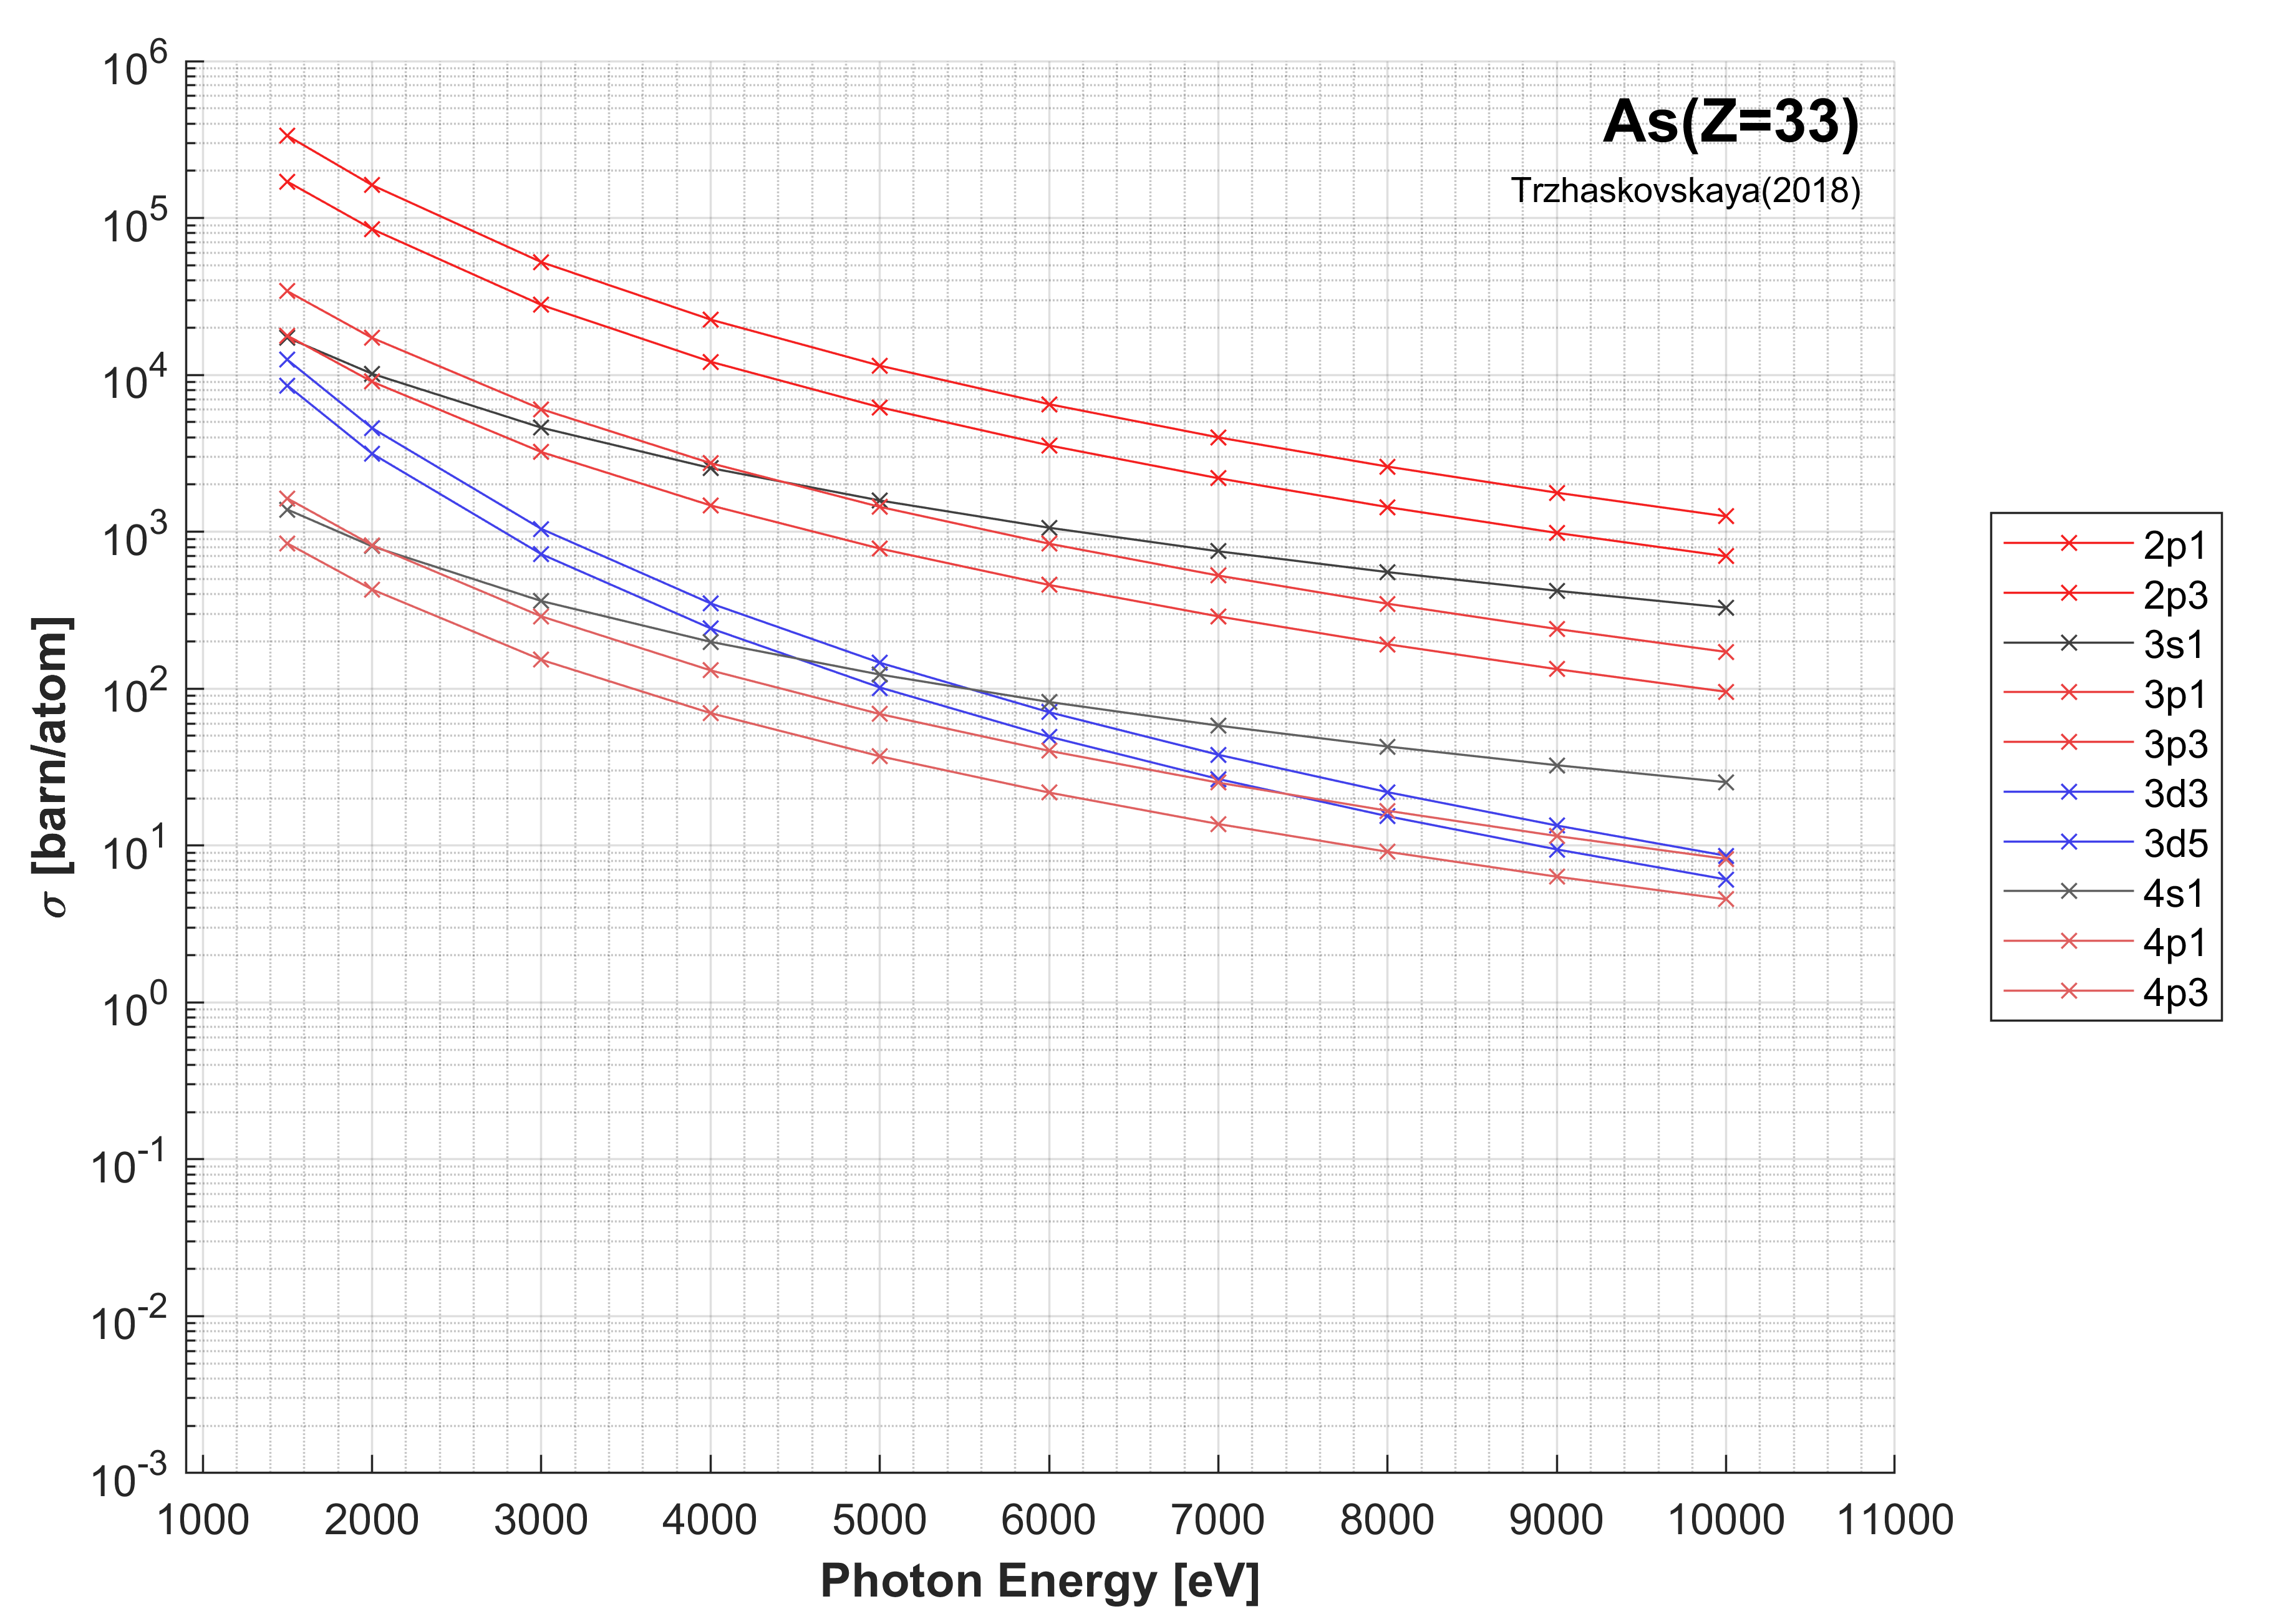 As(Z=33)
Trzhaskovskaya(2018)
10^6
10^5
10^4
10^3
10^2
10^1
10^0
10^-1
10^-2
10^-3
σ [barn/atom]
1000 2000 3000 4000 5000 6000 7000 8000 9000 10000 11000
Photon Energy [eV]
2p1
2p3
3s1
3p1
3p3
3d3
3d5
4s1
4p1
4p3